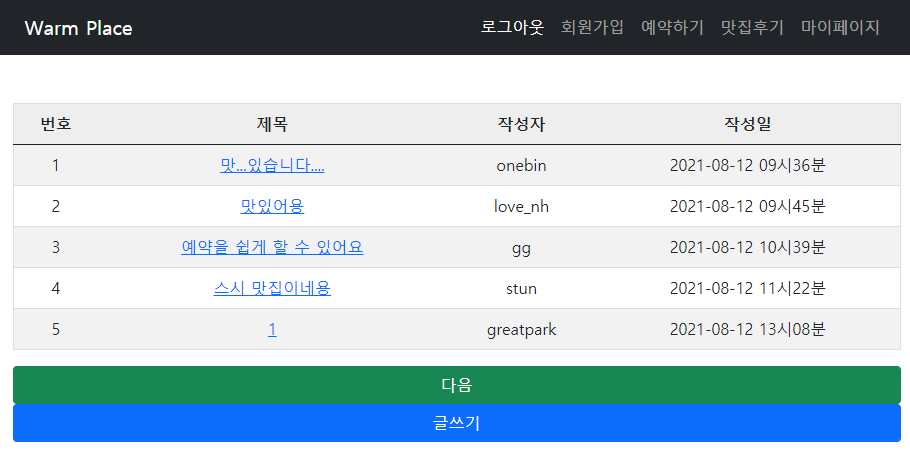 Warm Place 로그아웃 회원가입 예약하기 맛집후기 마이페이지
번호 제목 작성자 작성일
1 맛...있습니다.... onebin 2021-08-12 09시36분
2 맛있어용 love_nh 2021-08-12 09시45분
3 예약을 쉽게 할 수 있어요 gg 2021-08-12 10시39분
4 스시 맛집이네용 stun 2021-08-12 11시22분
5 1 greatpark 2021-08-12 13시08분
다음
글쓰기